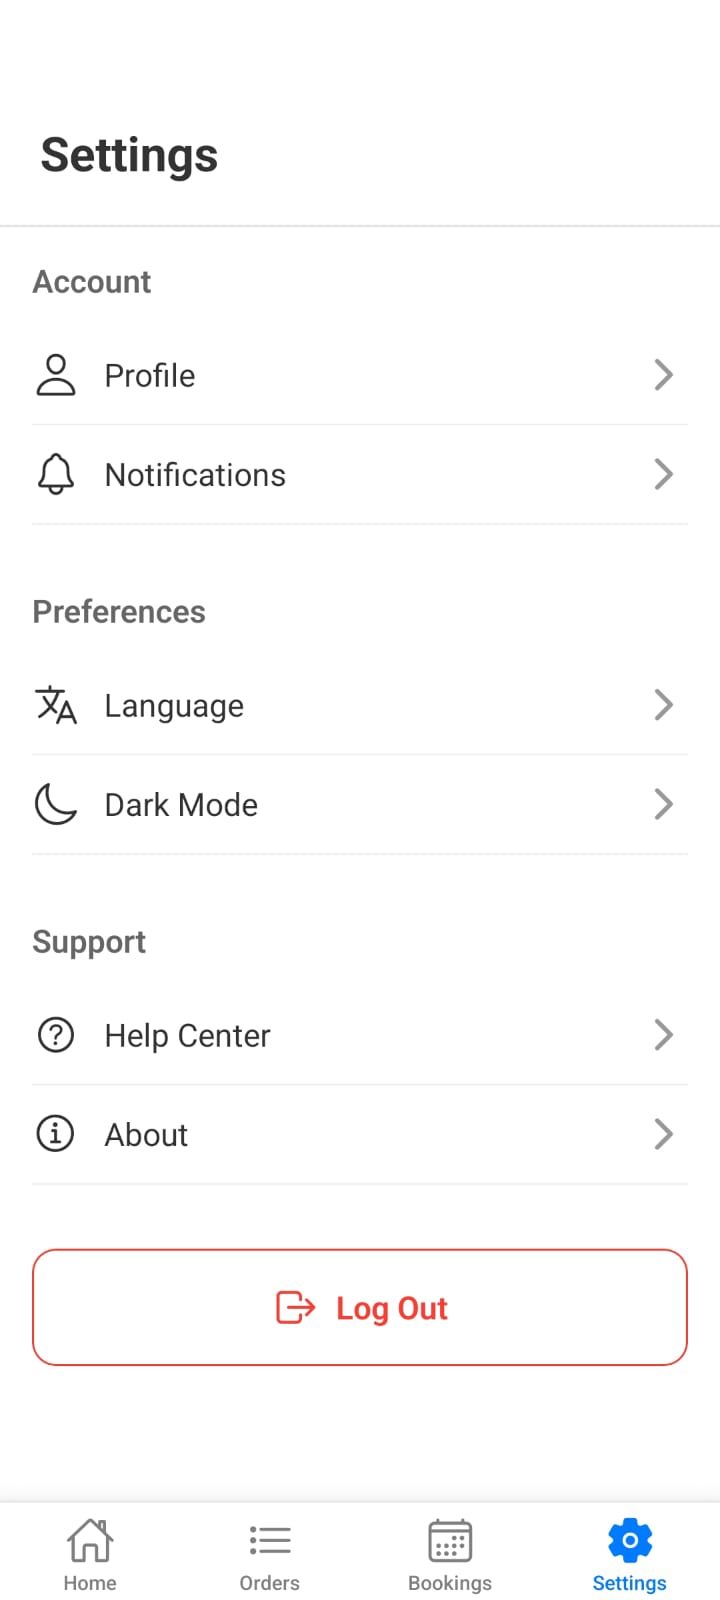 Settings
Account
Profile
Notifications
Preferences
Language
Dark Mode
Support
Help Center
About
Log Out
Home
Orders
Bookings
Settings